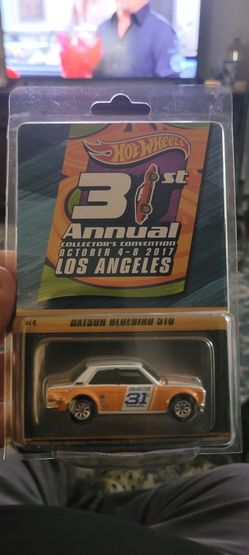 HOT WHEELS
31st
Annual
COLLECTOR'S CONVENTION
OCTOBER 4-8 2017
LOS ANGELES
DATSUN BLUEBIRD 510
31